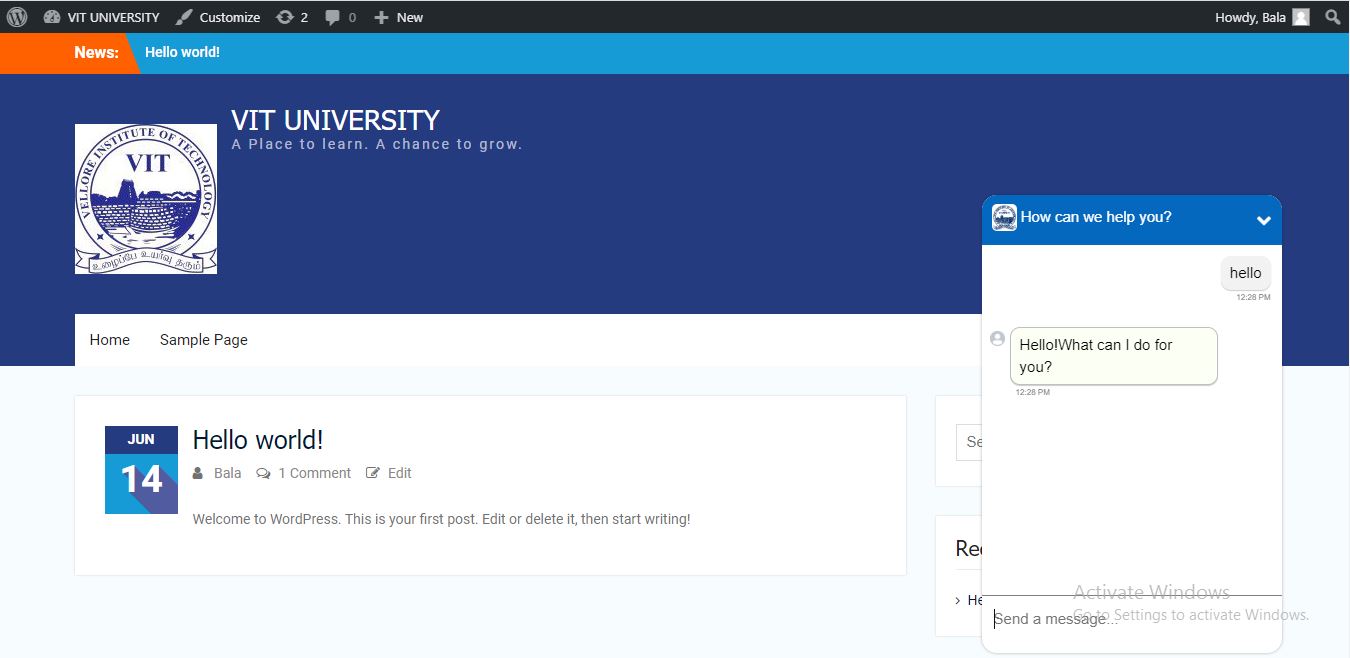 VIT UNIVERSITY Customize 2 0 New Howdy, Bala
News: Hello world!
VIT UNIVERSITY
A Place to learn. A chance to grow.
VELLORE INSTITUTE OF TECHNOLOGY
VIT
உழைப்பே உயர்வு தரும்
Home Sample Page
JUN
14
Hello world!
Bala 1 Comment Edit
Welcome to WordPress. This is your first post. Edit or delete it, then start writing!
Se
Rec
He
How can we help you?
hello
12:28 PM
Hello!What can I do for
you?
12:28 PM
Activate Windows
Go to Settings to activate Windows.
Send a message...